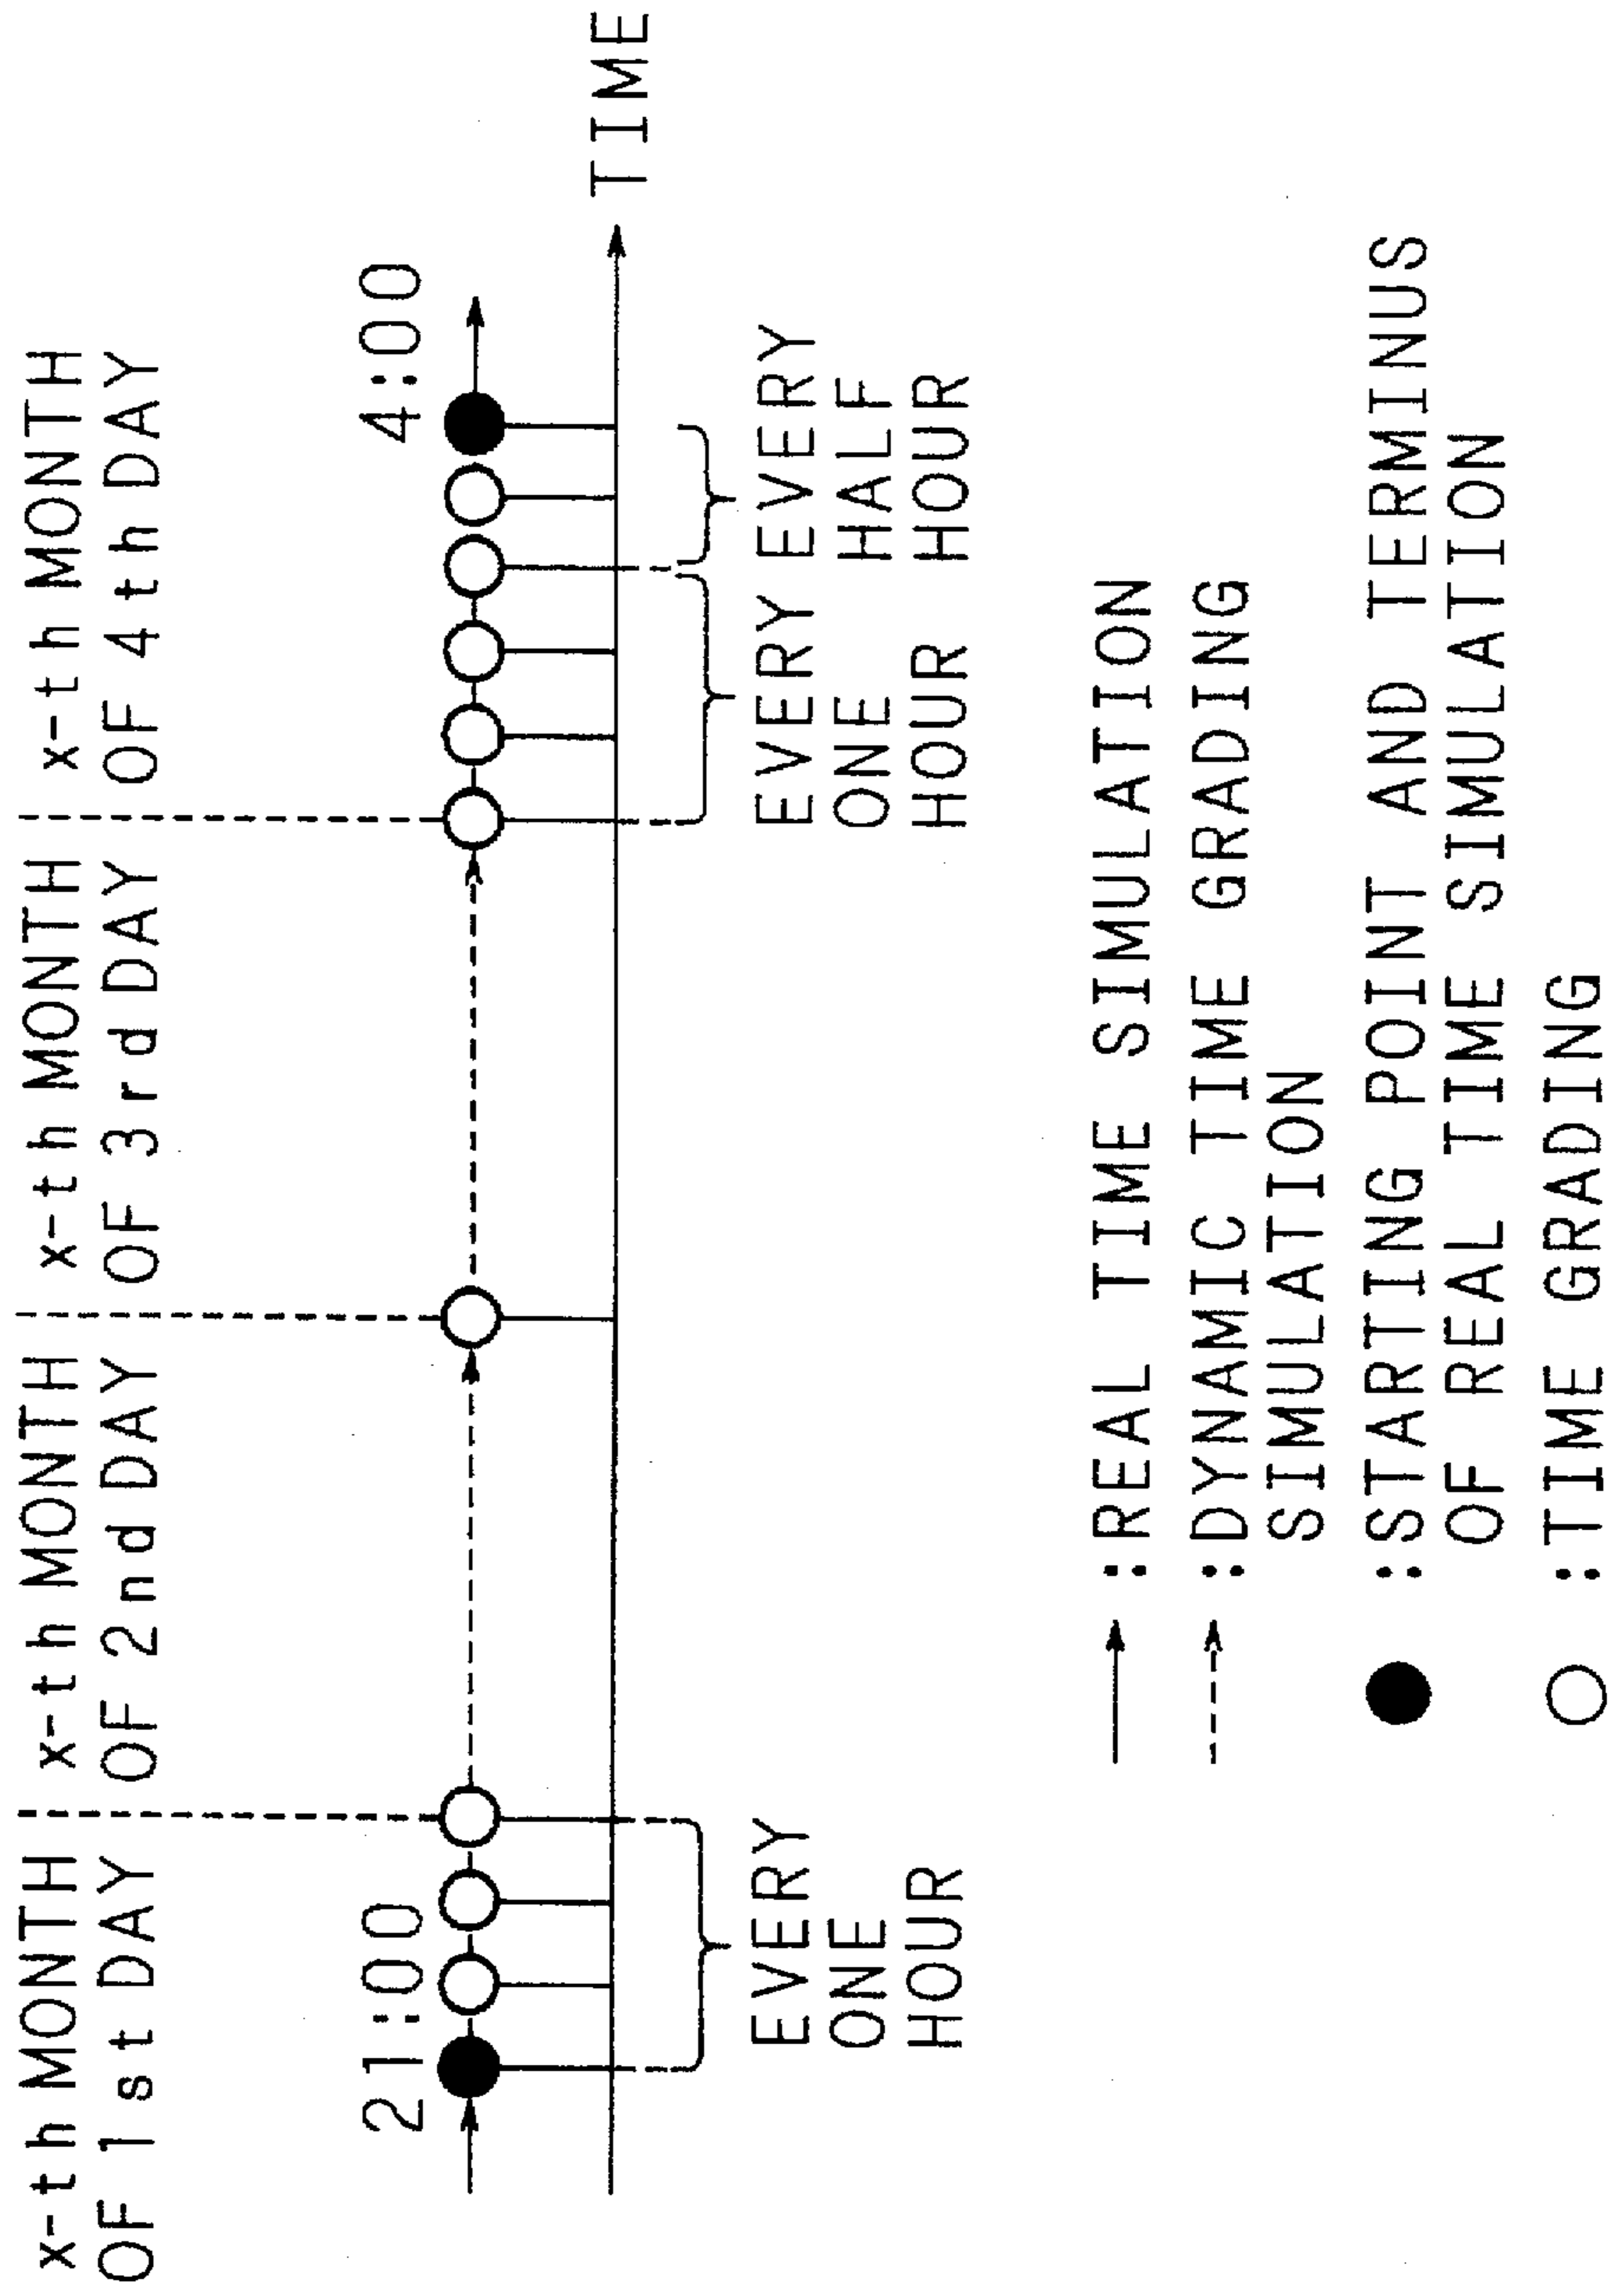 x-th MONTH
OF 1st DAY
x-th MONTH
OF 2nd DAY
x-th MONTH
OF 3rd DAY
x-th MONTH
OF 4th DAY
21:00
4:00
TIME
EVERY
ONE
HOUR
EVERY
ONE
HOUR
EVERY
HALF
HOUR
:REAL TIME SIMULATION
:DYNAMIC TIME GRADING
SIMULATION
:STARTING POINT AND TERMINUS
OF REAL TIME SIMULATION
:TIME GRADING